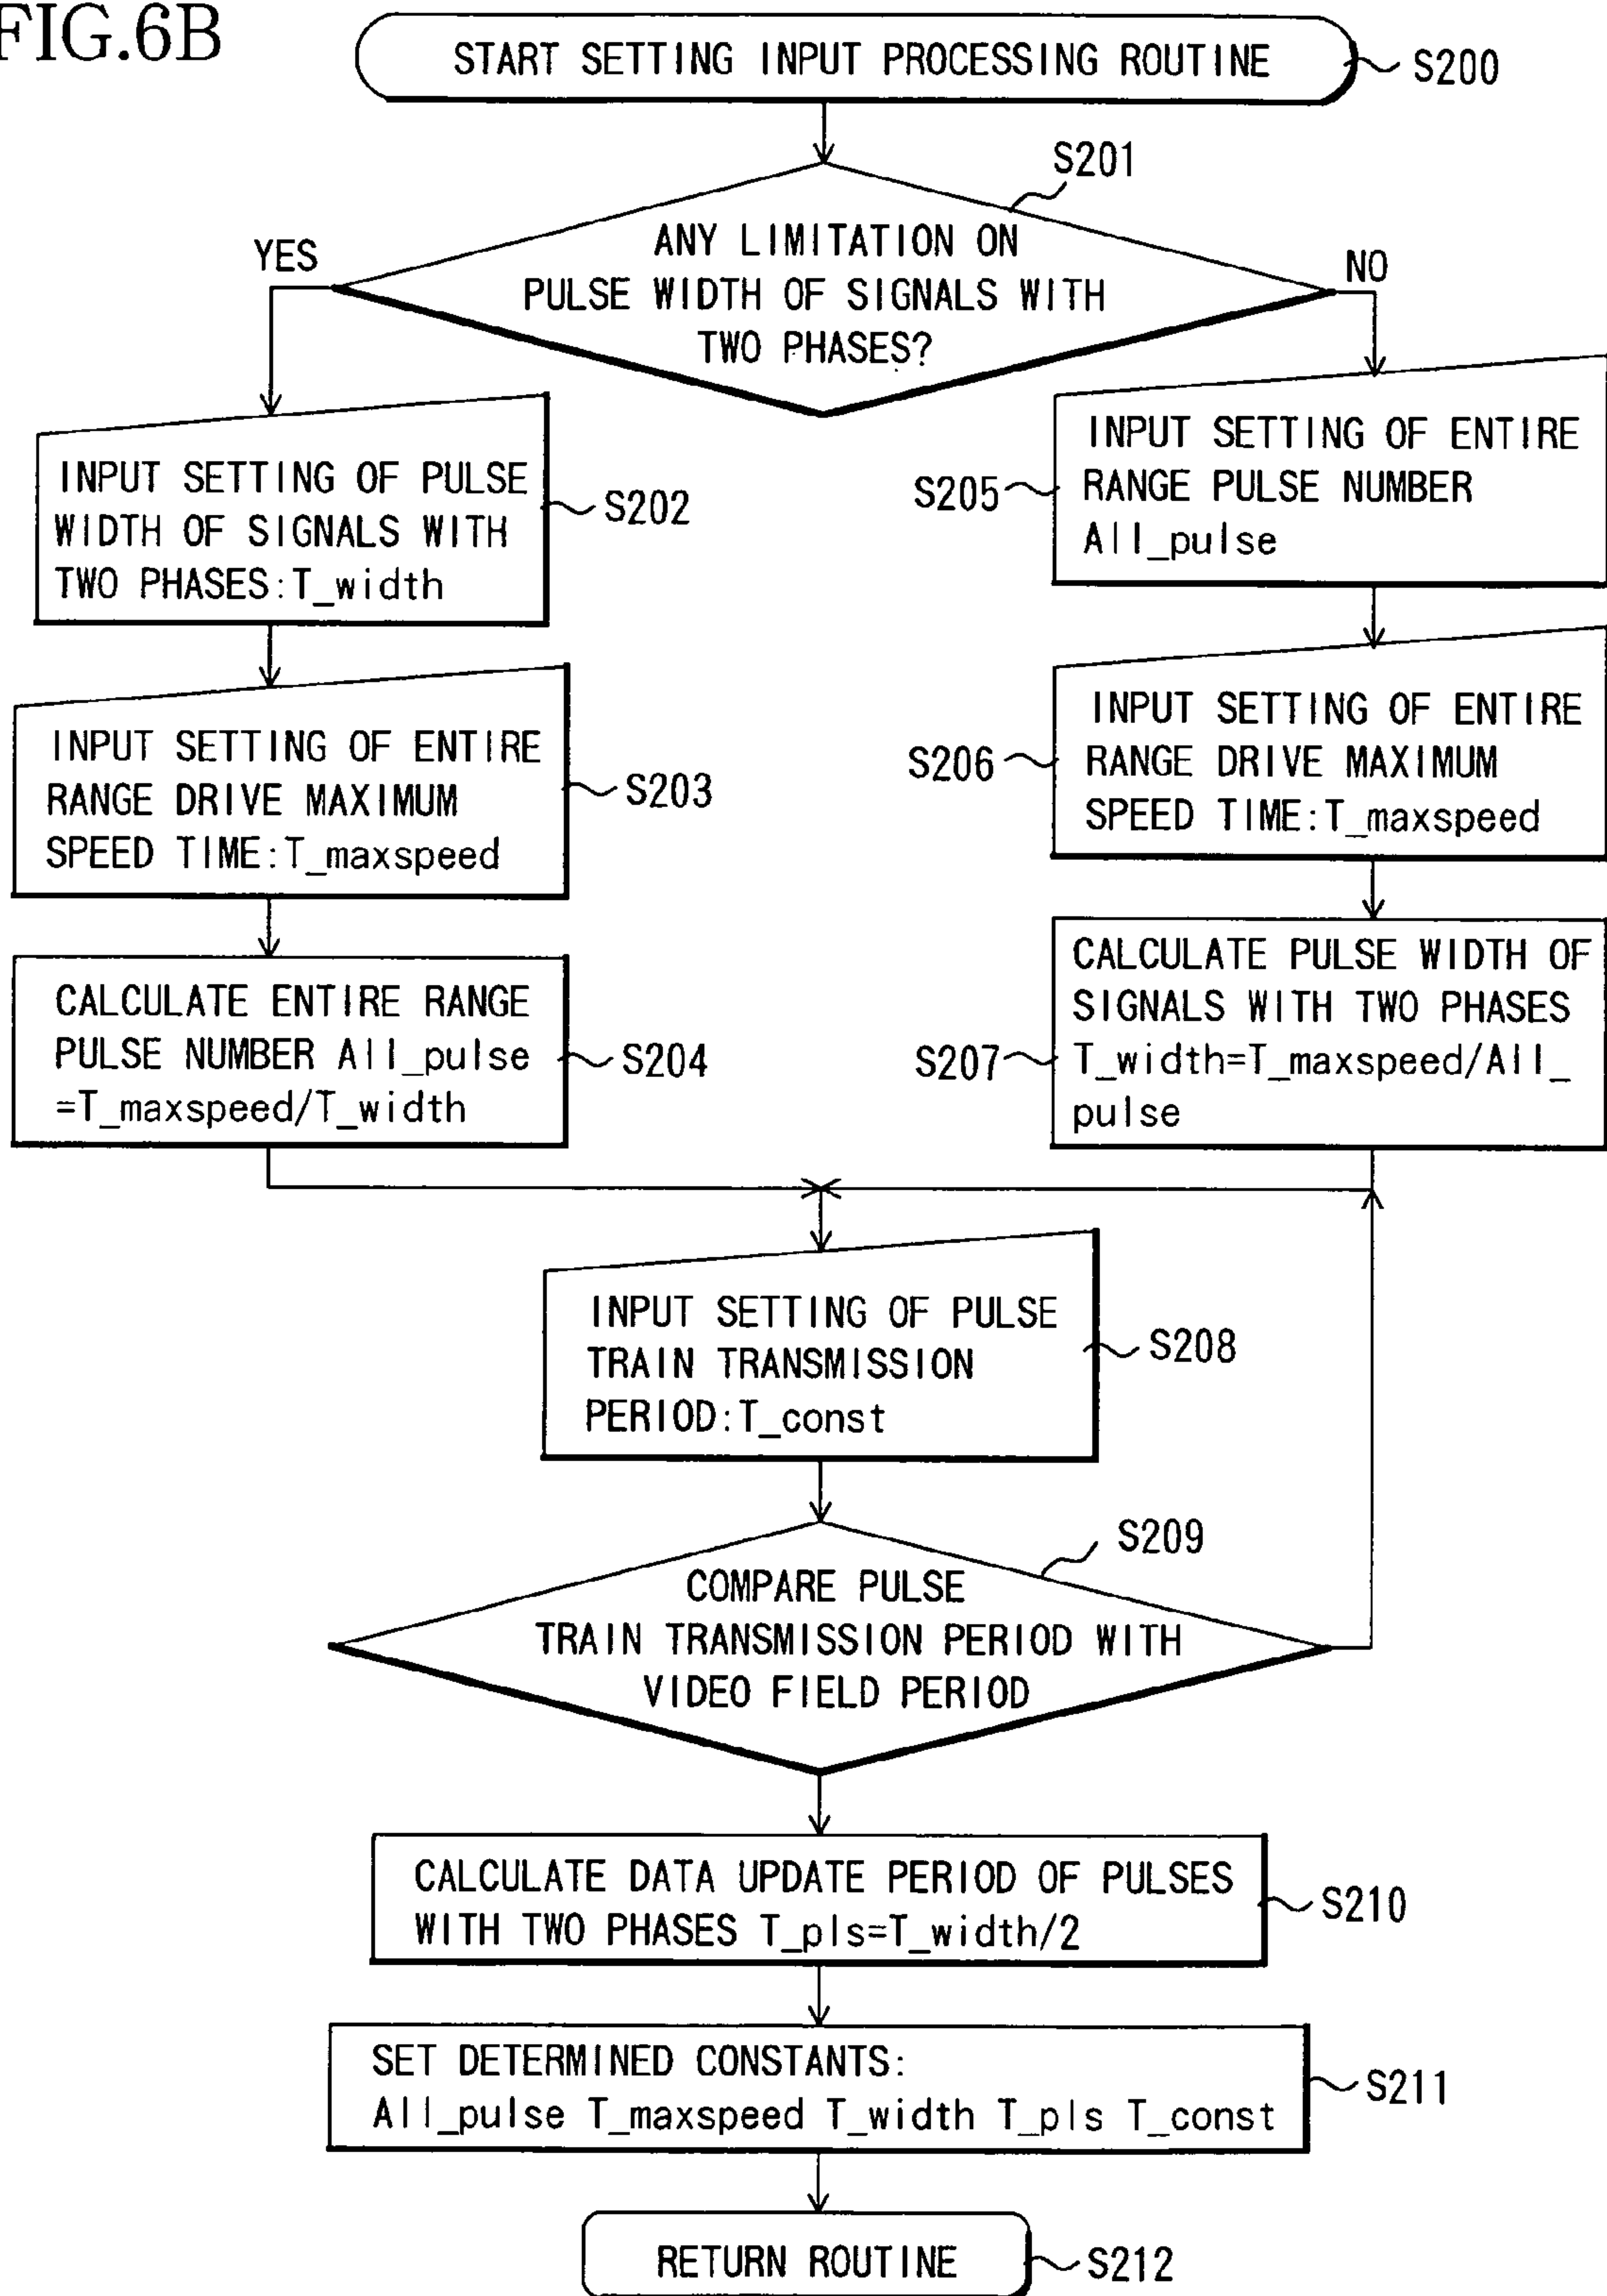 FIG.6B
START SETTING INPUT PROCESSING ROUTINE
S200
S201
ANY LIMITATION ON
PULSE WIDTH OF SIGNALS WITH
TWO PHASES?
YES
NO
INPUT SETTING OF PULSE
WIDTH OF SIGNALS WITH
TWO PHASES:T_width
S202
INPUT SETTING OF ENTIRE
RANGE DRIVE MAXIMUM
SPEED TIME:T_maxspeed
S203
CALCULATE ENTIRE RANGE
PULSE NUMBER All_pulse
=T_maxspeed/T_width
S204
INPUT SETTING OF ENTIRE
RANGE PULSE NUMBER
All_pulse
S205
INPUT SETTING OF ENTIRE
RANGE DRIVE MAXIMUM
SPEED TIME:T_maxspeed
S206
CALCULATE PULSE WIDTH OF
SIGNALS WITH TWO PHASES
T_width=T_maxspeed/All_
pulse
S207
INPUT SETTING OF PULSE
TRAIN TRANSMISSION
PERIOD:T_const
S208
S209
COMPARE PULSE
TRAIN TRANSMISSION PERIOD WITH
VIDEO FIELD PERIOD
CALCULATE DATA UPDATE PERIOD OF PULSES
WITH TWO PHASES T_pls=T_width/2
S210
SET DETERMINED CONSTANTS:
All_pulse T_maxspeed T_width T_pls T_const
S211
RETURN ROUTINE
S212